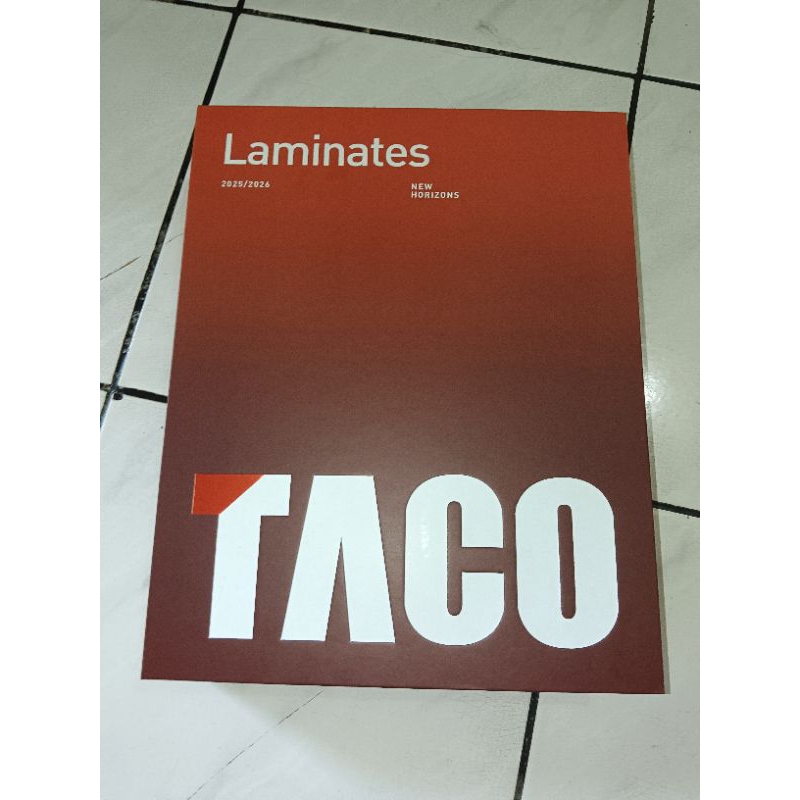 Laminates
2025/2026
NEW
HORIZONS
TACO